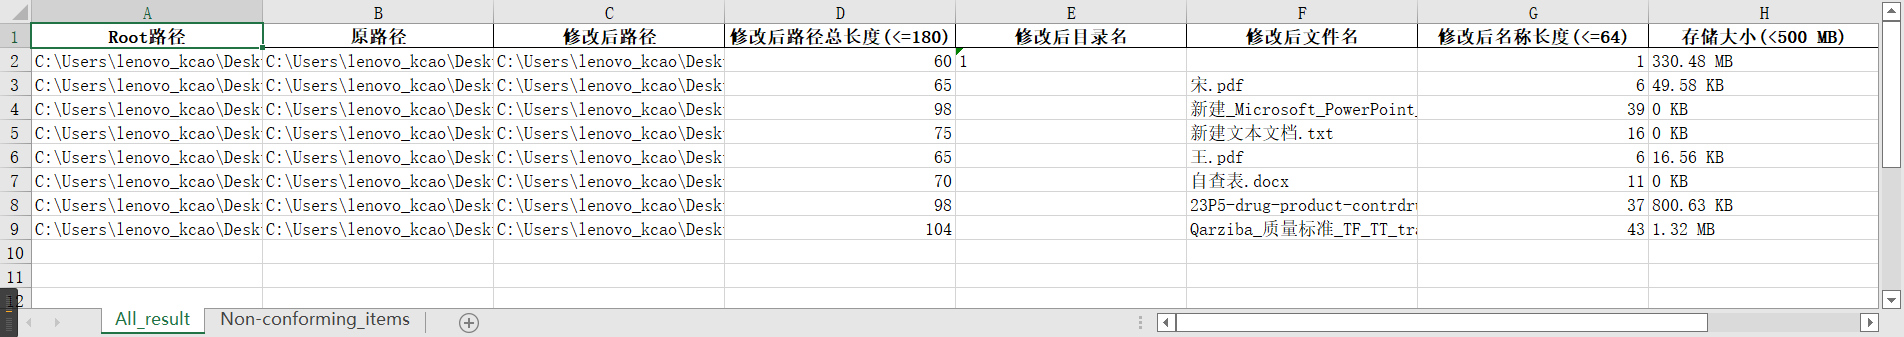 A B C D E F G H
1 Root路径 原路径 修改后路径 修改后路径总长度(<=180) 修改后目录名 修改后文件名 修改后名称长度(<=64) 存储大小(<500 MB)
2 C:\Users\lenovo_kcao\Desk C:\Users\lenovo_kcao\Desk C:\Users\lenovo_kcao\Desk 60 1 1 330.48 MB
3 C:\Users\lenovo_kcao\Desk C:\Users\lenovo_kcao\Desk C:\Users\lenovo_kcao\Desk 65 宋.pdf 6 49.58 KB
4 C:\Users\lenovo_kcao\Desk C:\Users\lenovo_kcao\Desk C:\Users\lenovo_kcao\Desk 98 新建_Microsoft_PowerPoint_ 39 0 KB
5 C:\Users\lenovo_kcao\Desk C:\Users\lenovo_kcao\Desk C:\Users\lenovo_kcao\Desk 75 新建文本文档.txt 16 0 KB
6 C:\Users\lenovo_kcao\Desk C:\Users\lenovo_kcao\Desk C:\Users\lenovo_kcao\Desk 65 王.pdf 6 16.56 KB
7 C:\Users\lenovo_kcao\Desk C:\Users\lenovo_kcao\Desk C:\Users\lenovo_kcao\Desk 70 自查表.docx 11 0 KB
8 C:\Users\lenovo_kcao\Desk C:\Users\lenovo_kcao\Desk C:\Users\lenovo_kcao\Desk 98 23P5-drug-product-contrdru 37 800.63 KB
9 C:\Users\lenovo_kcao\Desk C:\Users\lenovo_kcao\Desk C:\Users\lenovo_kcao\Desk 104 Qarziba_质量标准_TF_TT_tra 43 1.32 MB
10
11
12
All_result Non-conforming_items